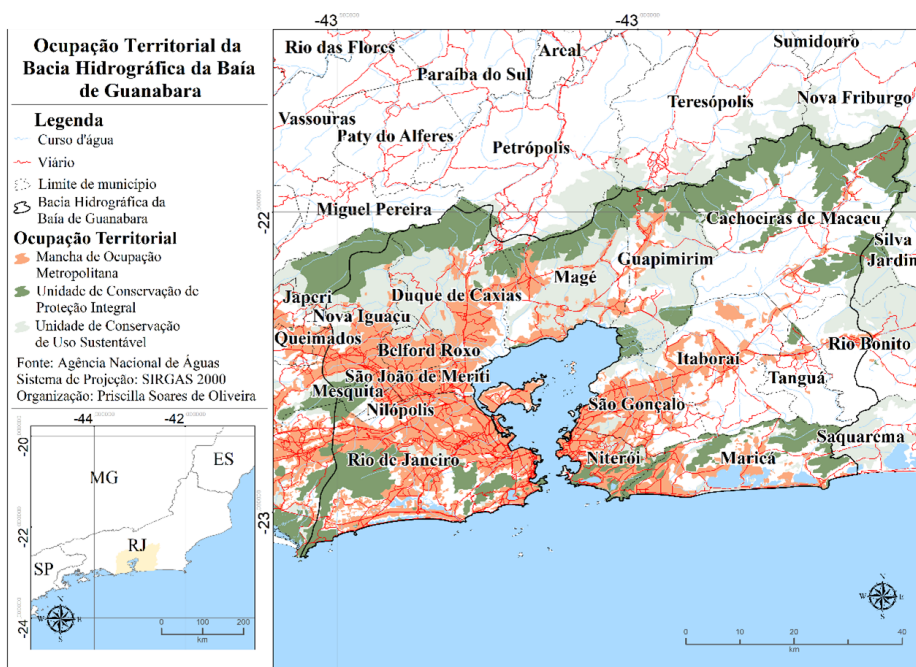 Ocupação Territorial da
Bacia Hidrográfica da Baía
de Guanabara
Legenda
Curso d'água
Viário
Limite de município
Bacia Hidrográfica da
Baía de Guanabara
Ocupação Territorial
Mancha de Ocupação
Metropolitana
Unidade de Conservação de
Proteção Integral
Unidade de Conservação
de Uso Sustentável
Fonte: Agência Nacional de Águas
Sistema de Projeção: SIRGAS 2000
Organização: Priscilla Soares de Oliveira
-44
-42
-20
-22
-24
MG
ES
RJ
SP
N
W
E
S
0 100 200
km
-43
-43
-22
-23
Rio das Flores
Areal
Sumidouro
Paraíba do Sul
Teresópolis
Nova Friburgo
Vassouras
Paty do Alferes
Petrópolis
Miguel Pereira
Cachoeiras de Macacu
Silva
Jardim
Guapimirim
Magé
Japeri
Duque de Caxias
Nova Iguaçu
Queimados
Belford Roxo
Itaboraí
Rio Bonito
São João de Meriti
Tanguá
Mesquita
Nilópolis
São Gonçalo
Saquarema
Rio de Janeiro
Niterói
Maricá
N
W
E
S
0 10 20 40
km